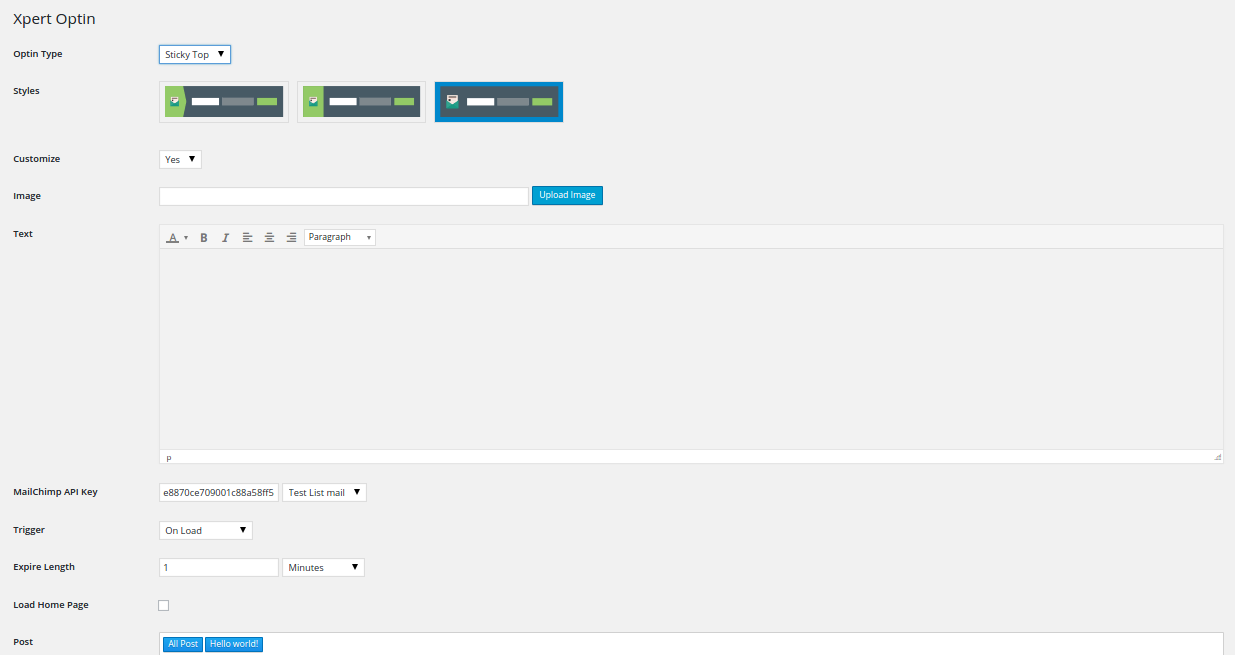 Xpert Optin
Optin Type Sticky Top
Styles
Customize Yes
Image Upload Image
Text A B I Paragraph
p
MailChimp API Key e8870ce709001c88a58ff5 Test List mail
Trigger On Load
Expire Length 1 Minutes
Load Home Page
Post All Post Hello world!